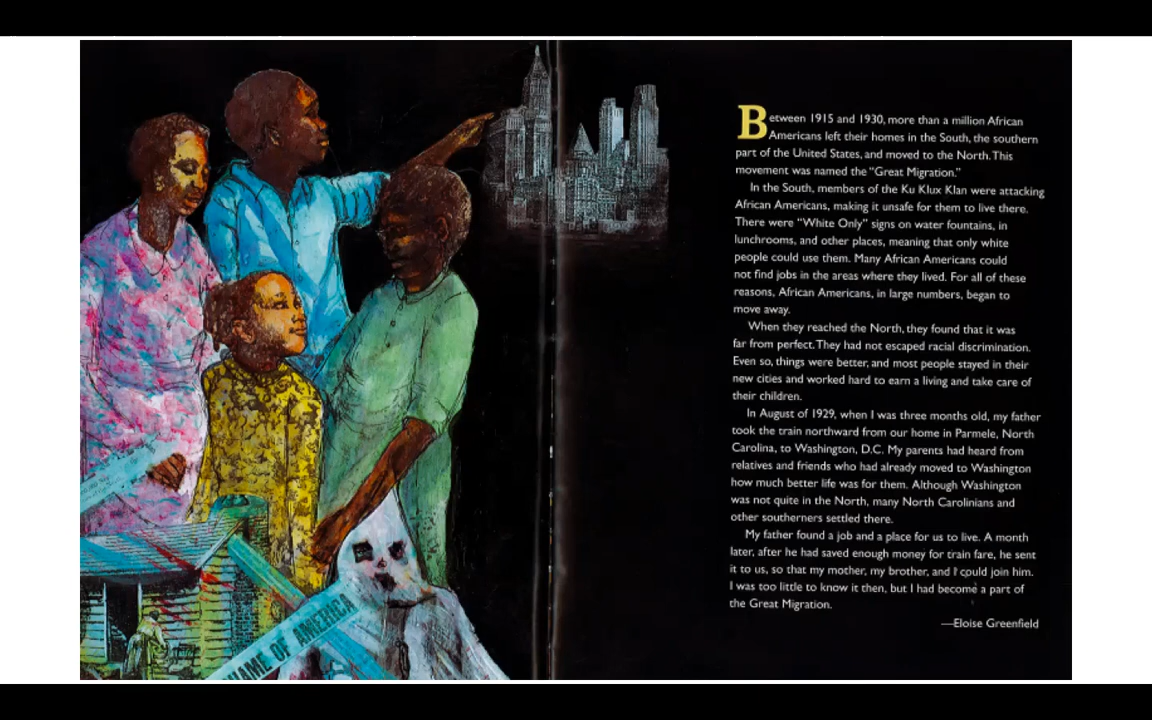 HAME OF AMERICA
Between 1915 and 1930, more than a million African
Americans left their homes in the South, the southern
part of the United States, and moved to the North. This
movement was named the “Great Migration.”
In the South, members of the Ku Klux Klan were attacking
African Americans, making it unsafe for them to live there.
There were “White Only” signs on water fountains, in
lunchrooms, and other places, meaning that only white
people could use them. Many African Americans could
not find jobs in the areas where they lived. For all of these
reasons, African Americans, in large numbers, began to
move away.
When they reached the North, they found that it was
far from perfect. They had not escaped racial discrimination.
Even so, things were better, and most people stayed in their
new cities and worked hard to earn a living and take care of
their children.
In August of 1929, when I was three months old, my father
took the train northward from our home in Parmele, North
Carolina, to Washington, D.C. My parents had heard from
relatives and friends who had already moved to Washington
how much better life was for them. Although Washington
was not quite in the North, many North Carolinians and
other southerners settled there.
My father found a job and a place for us to live. A month
later, after he had saved enough money for train fare, he sent
it to us, so that my mother, my brother, and I could join him.
I was too little to know it then, but I had become a part of
the Great Migration.
—Eloise Greenfield